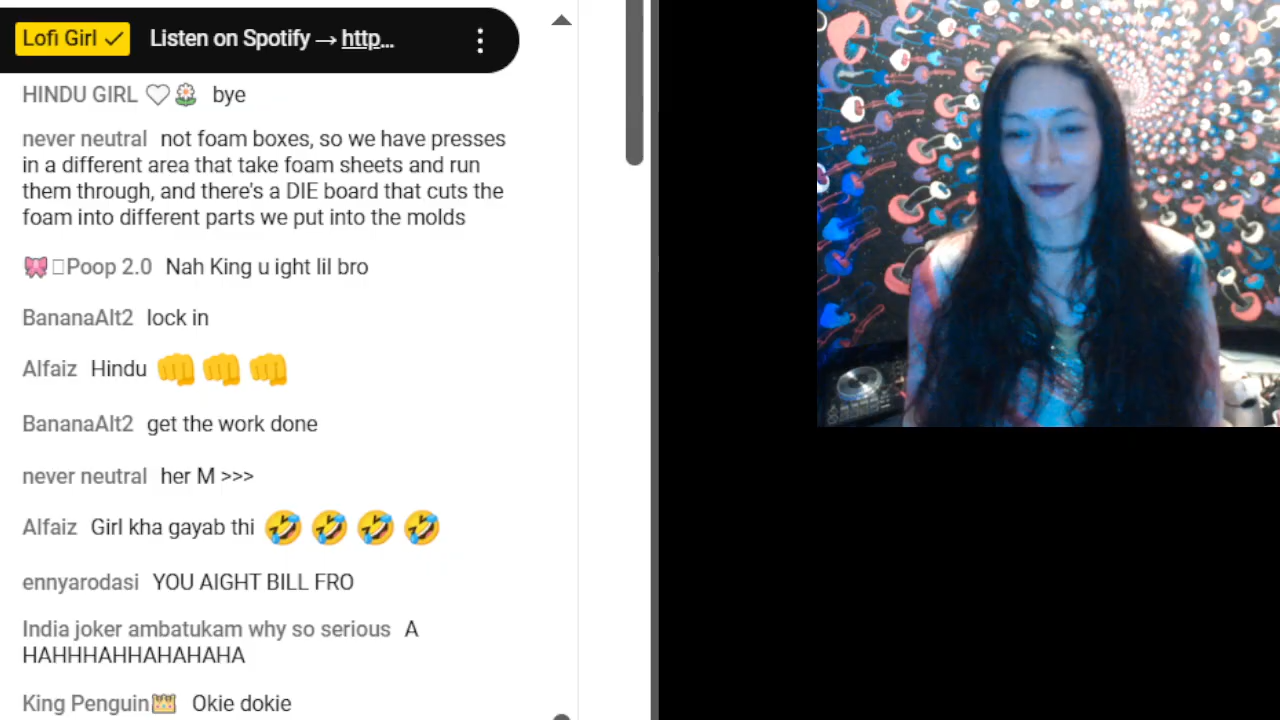 Lofi Girl ✓ Listen on Spotify → http...
HINDU GIRL ♡🌼 bye
never neutral not foam boxes, so we have presses
in a different area that take foam sheets and run
them through, and there's a DIE board that cuts the
foam into different parts we put into the molds
🎀▯Poop 2.0 Nah King u ight lil bro
BananaAlt2 lock in
Alfaiz Hindu 👊👊👊
BananaAlt2 get the work done
never neutral her M >>>
Alfaiz Girl kha gayab thi 🤣🤣🤣🤣
ennyarodasi YOU AIGHT BILL FRO
India joker ambatukam why so serious A
HAHHHAHHAHAHAHA
King Penguin👑 Okie dokie